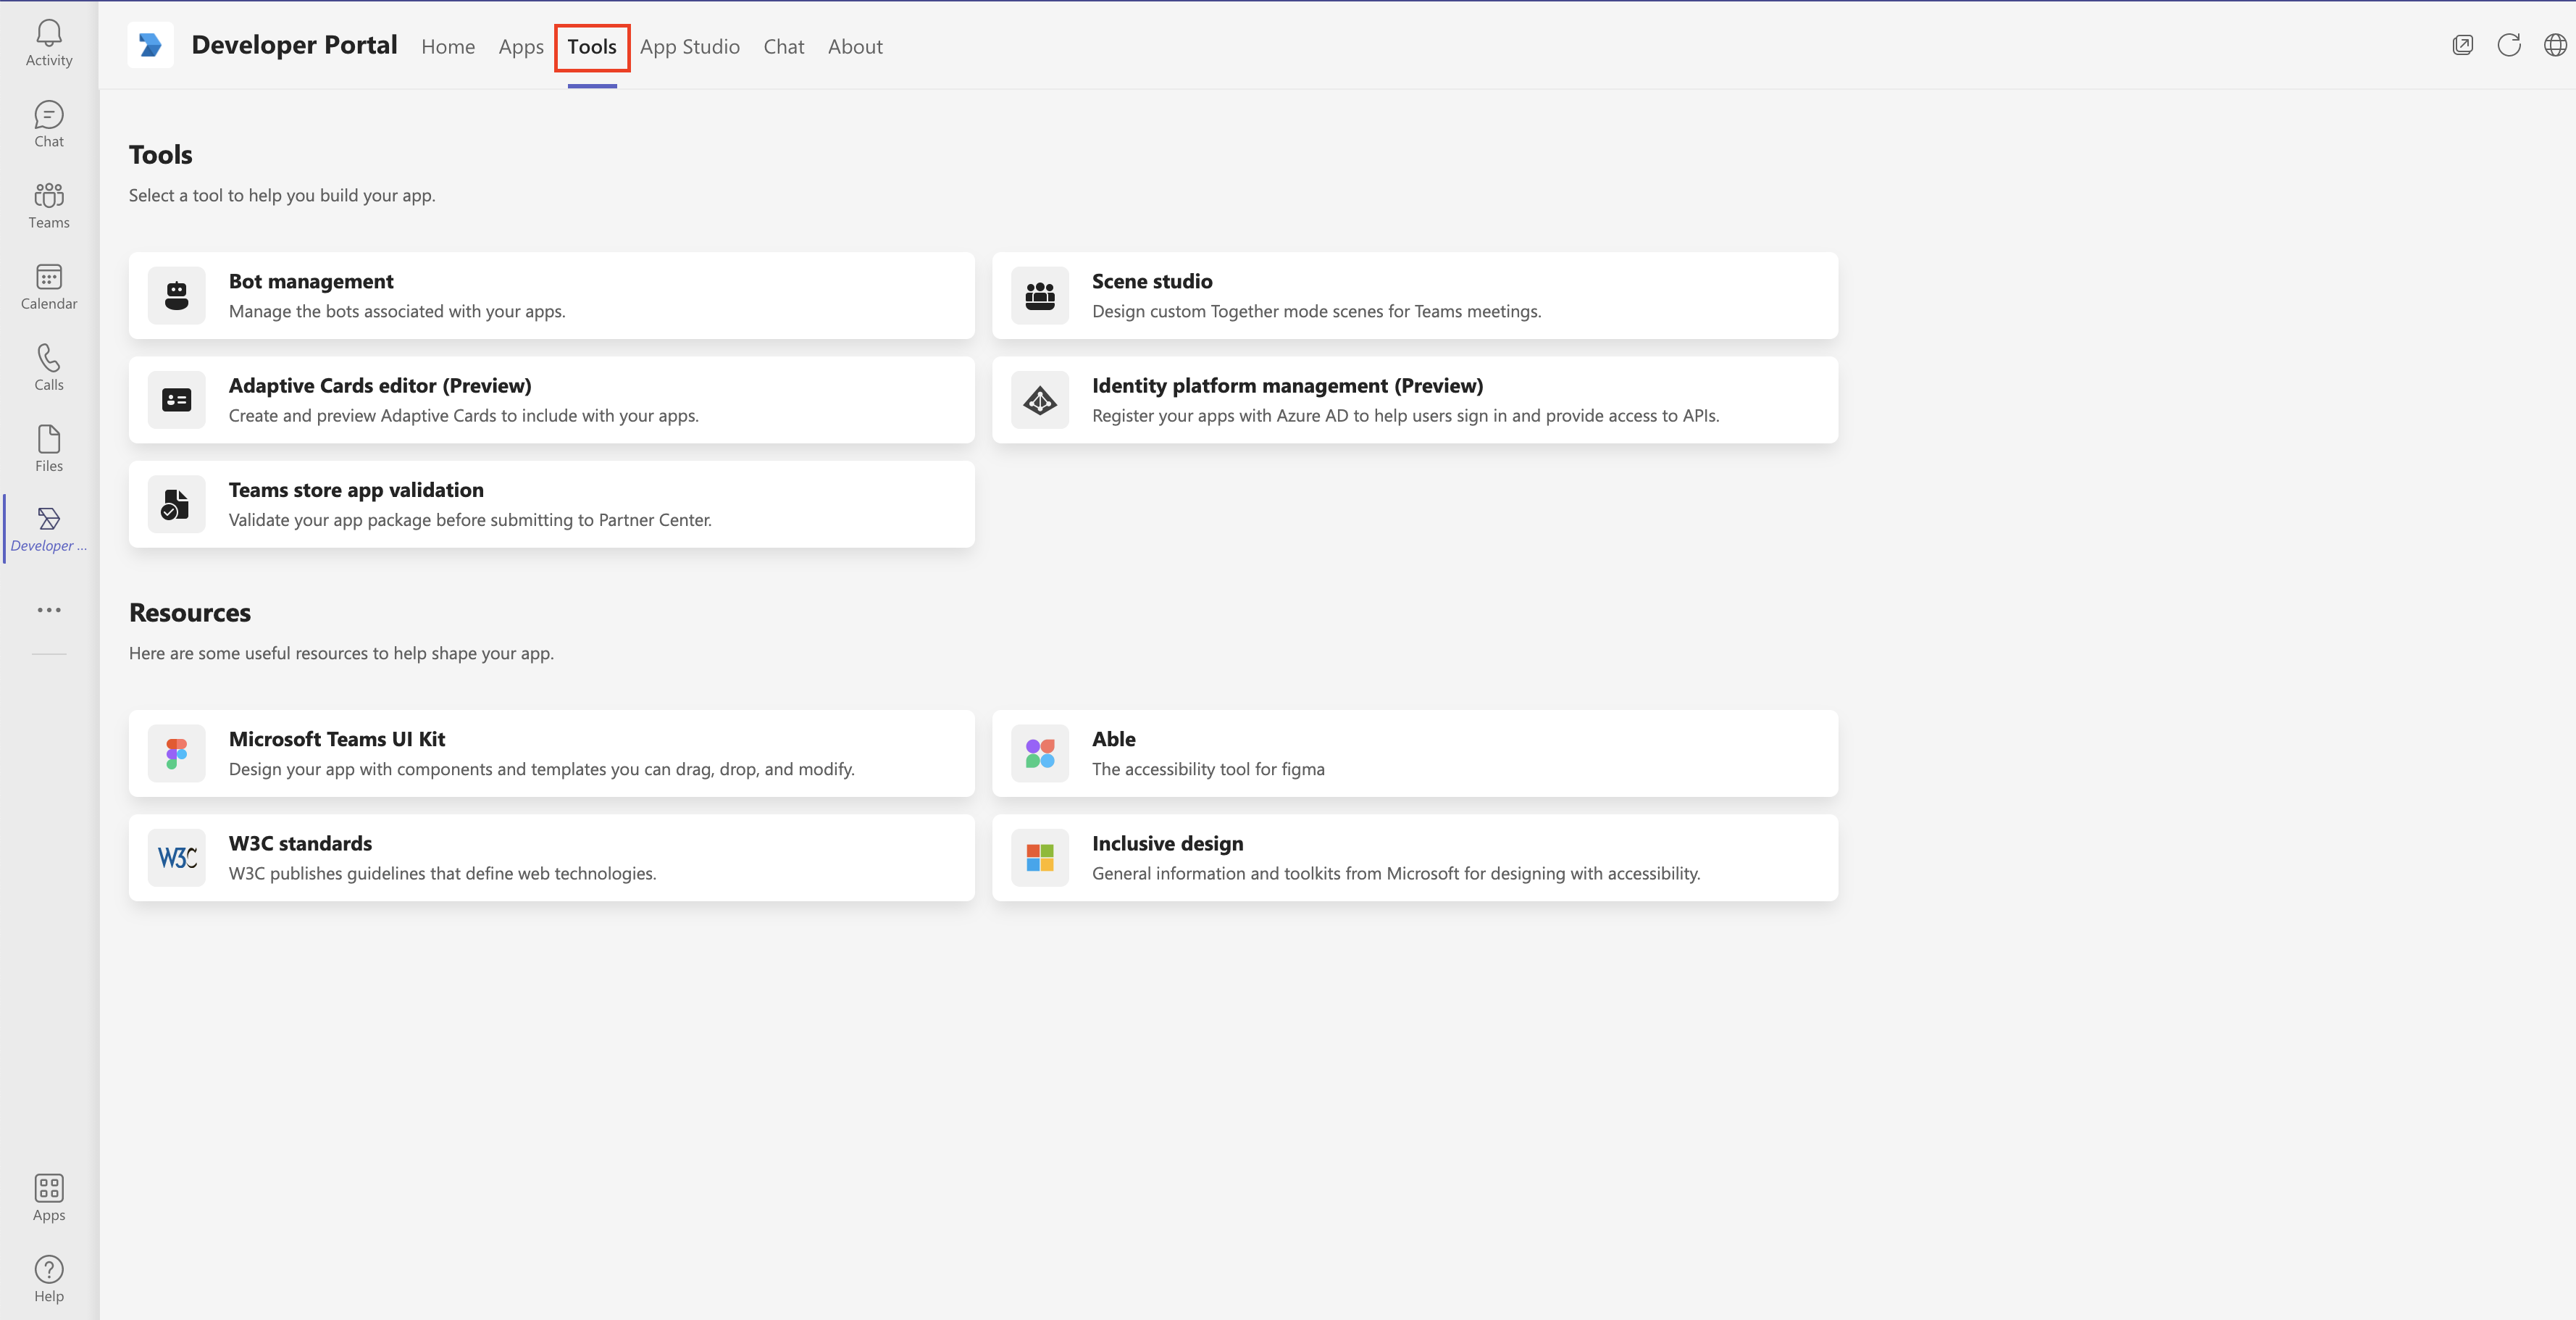 Activity
Chat
Teams
Calendar
Calls
Files
Developer ...
Apps
Help
Developer Portal Home Apps Tools App Studio Chat About
Tools
Select a tool to help you build your app.
Bot management
Manage the bots associated with your apps.
Scene studio
Design custom Together mode scenes for Teams meetings.
Adaptive Cards editor (Preview)
Create and preview Adaptive Cards to include with your apps.
Identity platform management (Preview)
Register your apps with Azure AD to help users sign in and provide access to APIs.
Teams store app validation
Validate your app package before submitting to Partner Center.
Resources
Here are some useful resources to help shape your app.
Microsoft Teams UI Kit
Design your app with components and templates you can drag, drop, and modify.
Able
The accessibility tool for figma
W3C
W3C standards
W3C publishes guidelines that define web technologies.
Inclusive design
General information and toolkits from Microsoft for designing with accessibility.